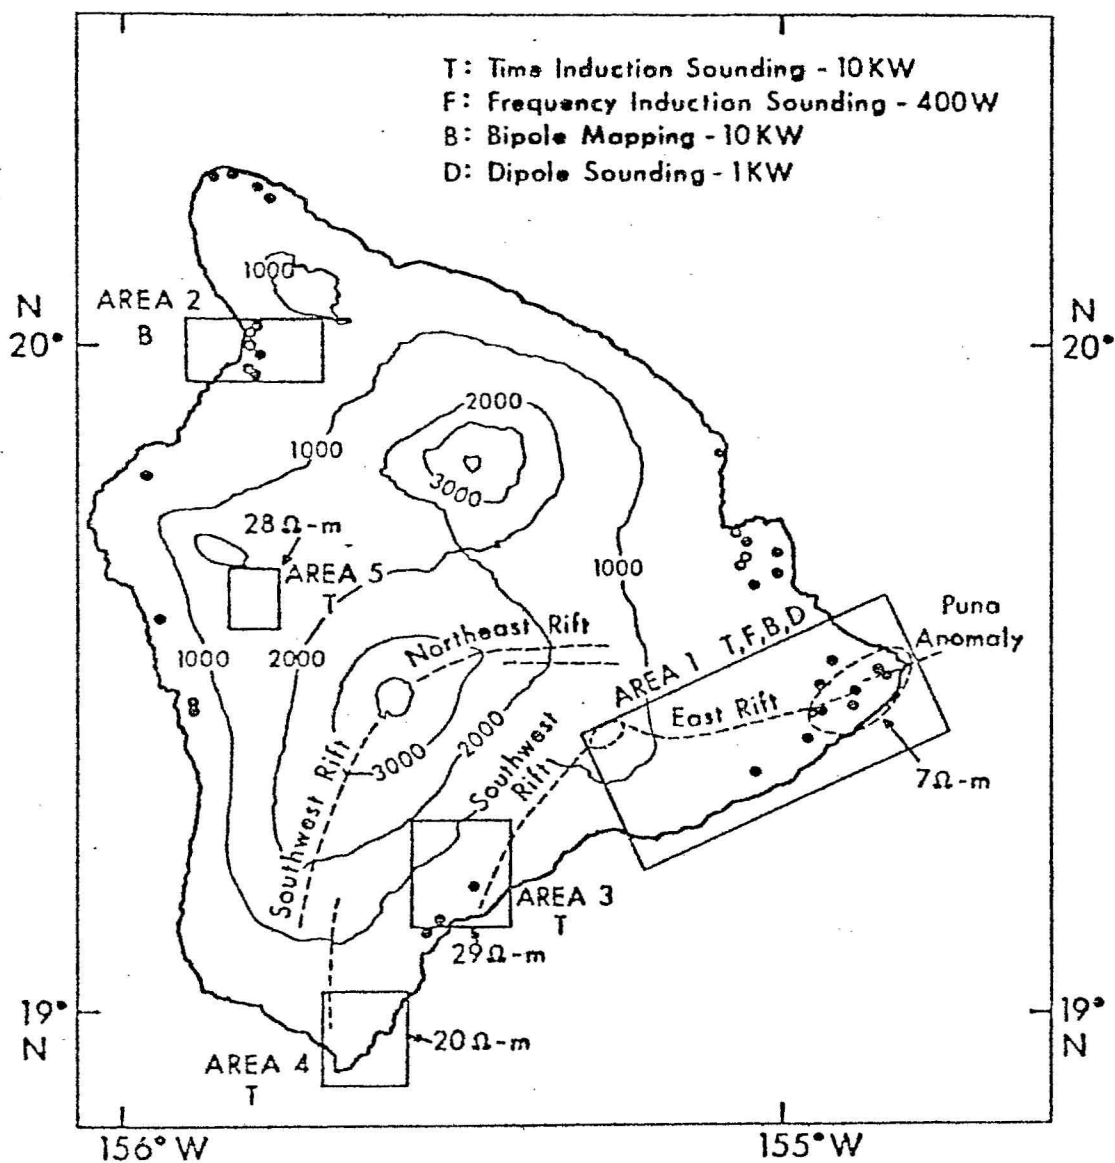 T: Time Induction Sounding - 10KW
F: Frequency Induction Sounding - 400W
B: Bipole Mapping - 10KW
D: Dipole Sounding - 1KW
1000
AREA 2
B
N
20°
N
20°
2000
1000
3000
28Ω-m
AREA 5
T
1000
1000
2000
Northeast Rift
AREA 1 T,F,B,D
Puna
Anomaly
East Rift
3000
2000
Southwest
Rift
Southwest Rift
7Ω-m
AREA 3
T
29Ω-m
19°
N
19°
N
20Ω-m
AREA 4
T
156° W
155° W